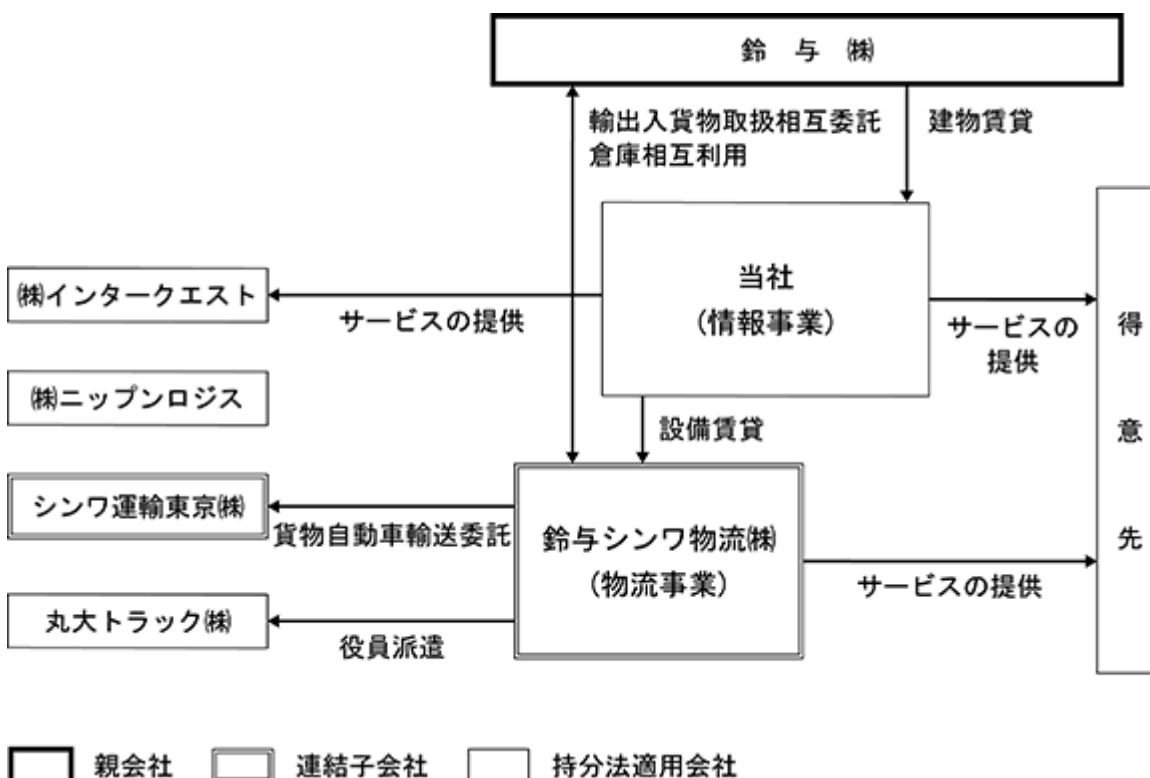 鈴 与 ㈱
輸出入貨物取扱相互委託
倉庫相互利用
建物賃貸
当社
（情報事業）
㈱インタークエスト
サービスの提供
サービスの
提供
得
意
先
㈱ニップンロジス
設備賃貸
シンワ運輸東京㈱
貨物自動車輸送委託
鈴与シンワ物流㈱
（物流事業）
サービスの提供
丸大トラック㈱
役員派遣
親会社
連結子会社
持分法適用会社